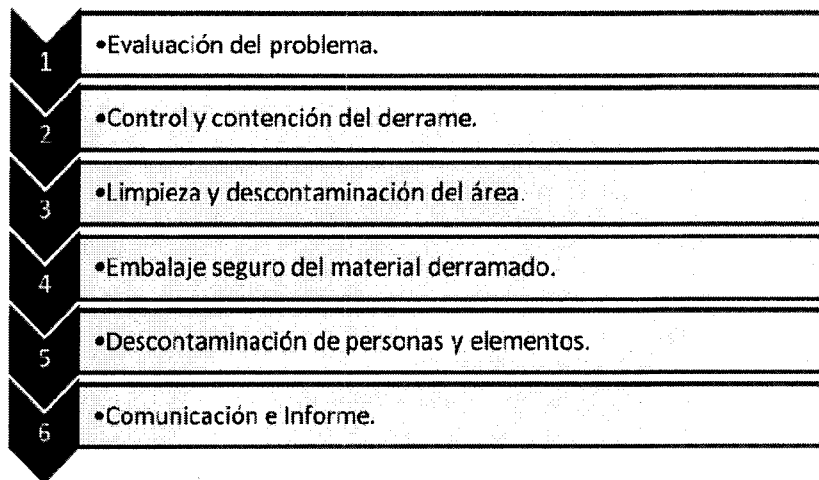 1 •Evaluación del problema.
2 •Control y contención del derrame.
3 •Limpieza y descontaminación del área.
4 •Embalaje seguro del material derramado.
5 •Descontaminación de personas y elementos.
6 •Comunicación e Informe.